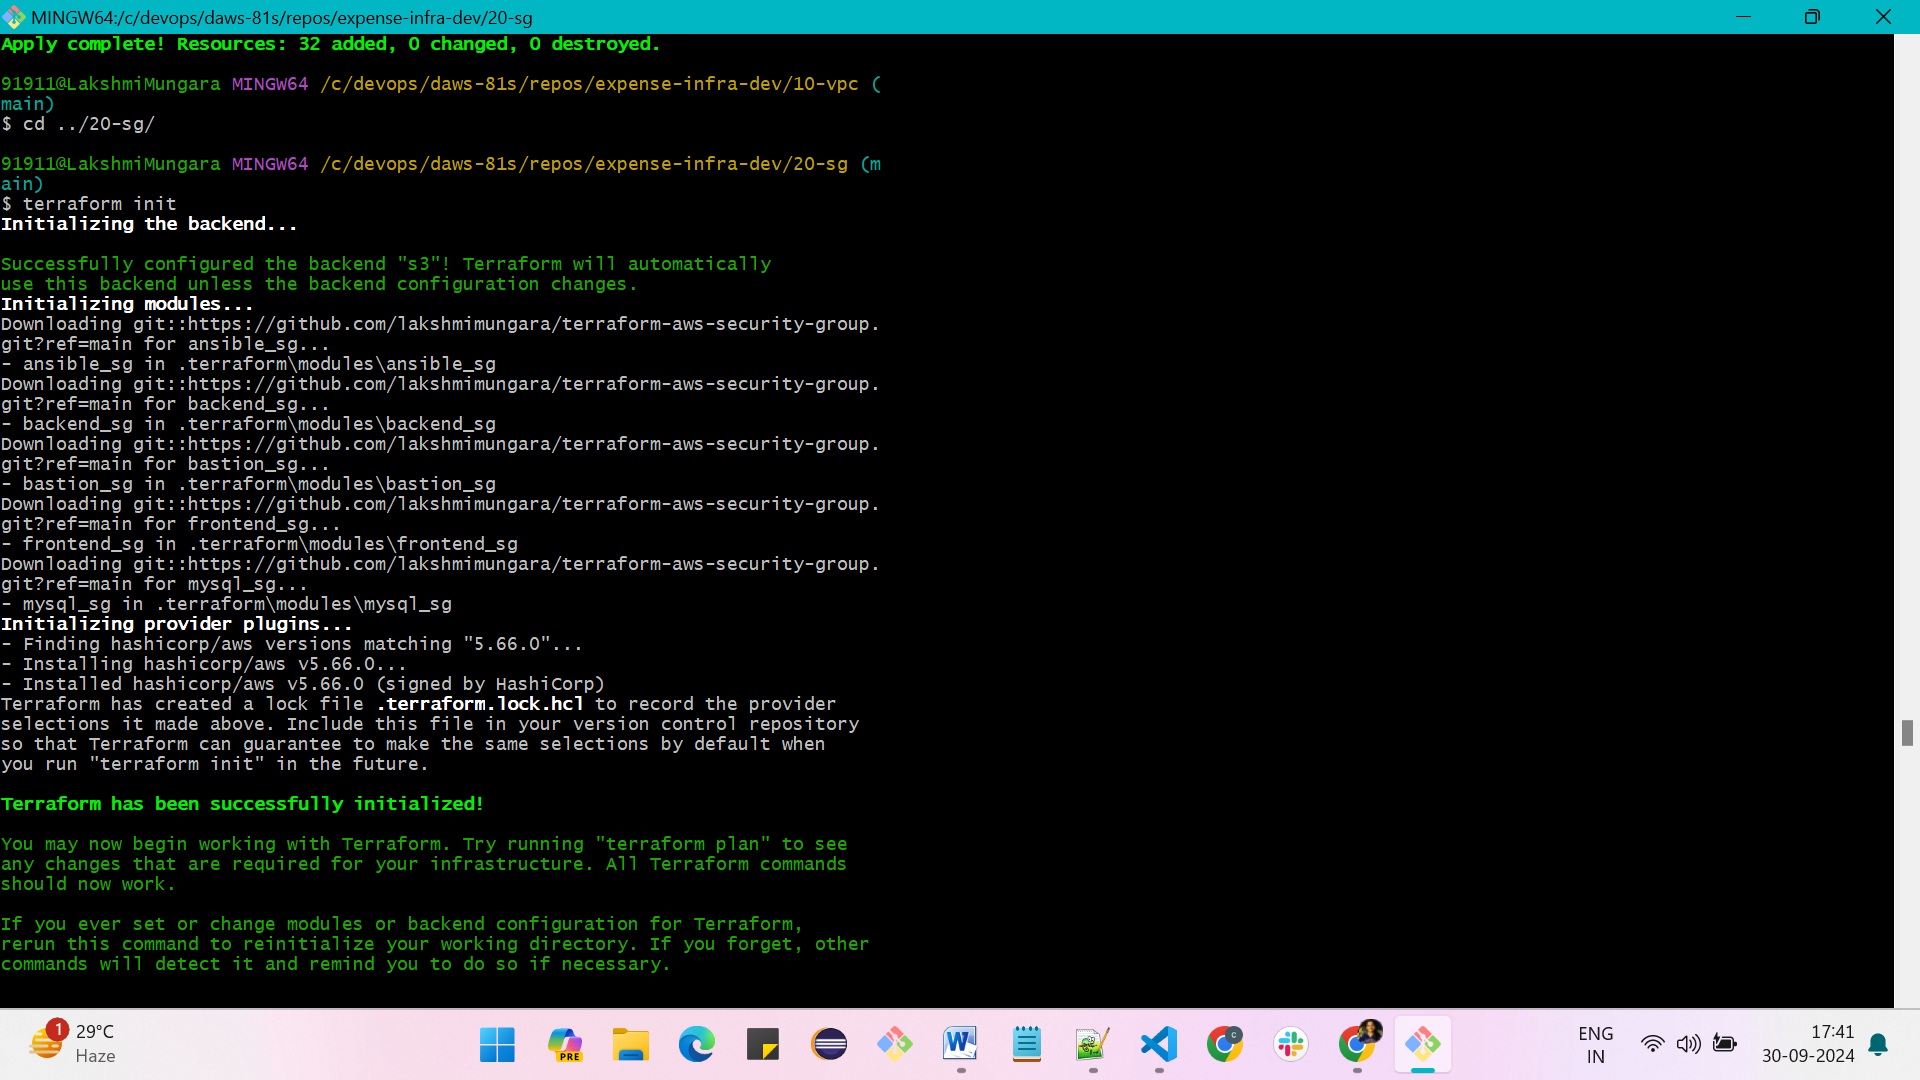 MINGW64:/c/devops/daws-81s/repos/expense-infra-dev/20-sg
Apply complete! Resources: 32 added, 0 changed, 0 destroyed.
91911@LakshmiMungara MINGW64 /c/devops/daws-81s/repos/expense-infra-dev/10-vpc (
main)
$ cd ../20-sg/
91911@LakshmiMungara MINGW64 /c/devops/daws-81s/repos/expense-infra-dev/20-sg (m
ain)
$ terraform init
Initializing the backend...
Successfully configured the backend "s3"! Terraform will automatically
use this backend unless the backend configuration changes.
Initializing modules...
Downloading git::https://github.com/lakshmimungara/terraform-aws-security-group.
git?ref=main for ansible_sg...
- ansible_sg in .terraform\modules\ansible_sg
Downloading git::https://github.com/lakshmimungara/terraform-aws-security-group.
git?ref=main for backend_sg...
- backend_sg in .terraform\modules\backend_sg
Downloading git::https://github.com/lakshmimungara/terraform-aws-security-group.
git?ref=main for bastion_sg...
- bastion_sg in .terraform\modules\bastion_sg
Downloading git::https://github.com/lakshmimungara/terraform-aws-security-group.
git?ref=main for frontend_sg...
- frontend_sg in .terraform\modules\frontend_sg
Downloading git::https://github.com/lakshmimungara/terraform-aws-security-group.
git?ref=main for mysql_sg...
- mysql_sg in .terraform\modules\mysql_sg
Initializing provider plugins...
- Finding hashicorp/aws versions matching "5.66.0"...
- Installing hashicorp/aws v5.66.0...
- Installed hashicorp/aws v5.66.0 (signed by HashiCorp)
Terraform has created a lock file .terraform.lock.hcl to record the provider
selections it made above. Include this file in your version control repository
so that Terraform can guarantee to make the same selections by default when
you run "terraform init" in the future.
Terraform has been successfully initialized!
You may now begin working with Terraform. Try running "terraform plan" to see
any changes that are required for your infrastructure. All Terraform commands
should now work.
If you ever set or change modules or backend configuration for Terraform,
rerun this command to reinitialize your working directory. If you forget, other
commands will detect it and remind you to do so if necessary.
1
29°C
Haze
PRE
W
C
ENG
IN
17:41
30-09-2024